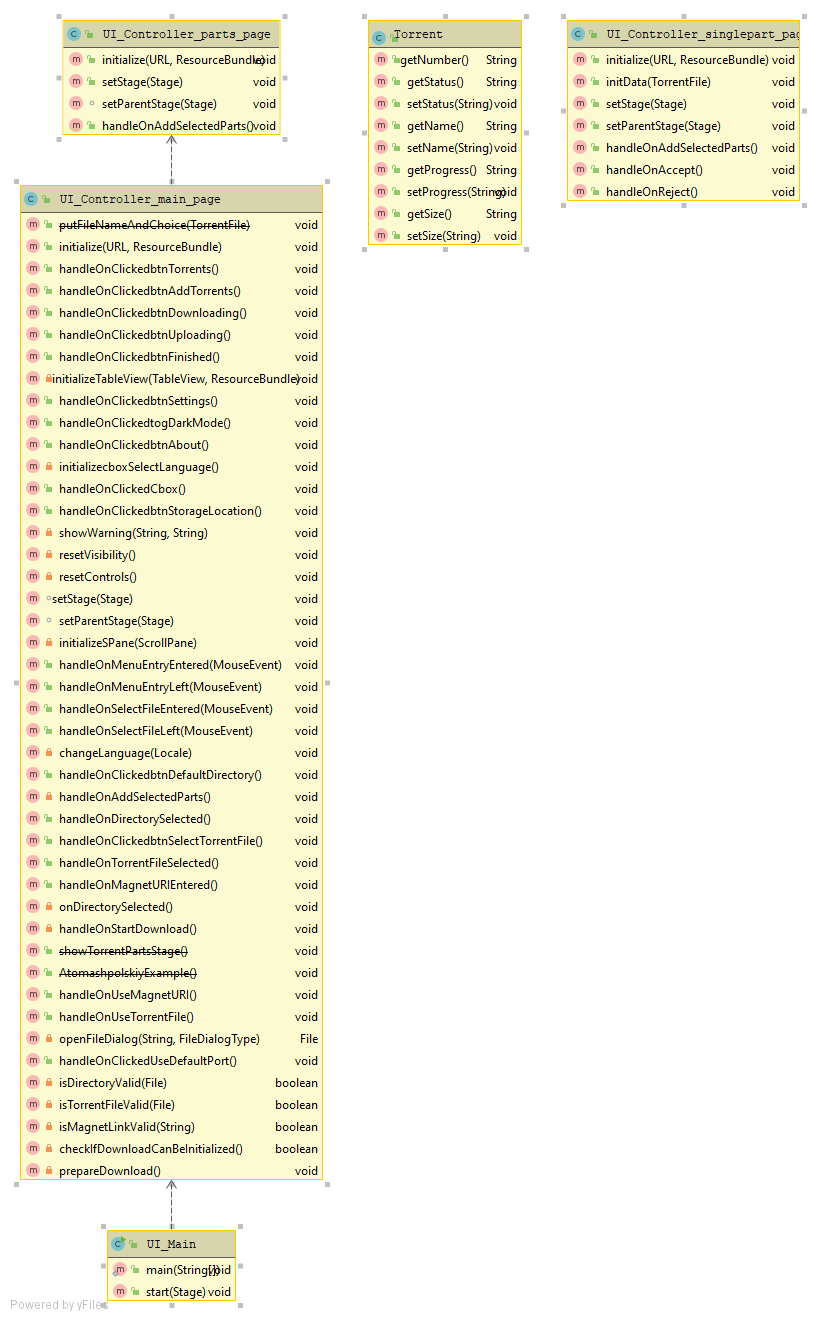 UI_Controller_parts_page
initialize(URL, ResourceBundle) void
setStage(Stage) void
setParentStage(Stage) void
handleOnAddSelectedParts() void
Torrent
getNumber() String
getStatus() String
setStatus(String) void
getName() String
setName(String) void
getProgress() String
setProgress(String) void
getSize() String
setSize(String) void
UI_Controller_singlepart_pag
initialize(URL, ResourceBundle) void
initData(TorrentFile) void
setStage(Stage) void
setParentStage(Stage) void
handleOnAddSelectedParts() void
handleOnAccept() void
handleOnReject() void
UI_Controller_main_page
putFileNameAndChoice(TorrentFile) void
initialize(URL, ResourceBundle) void
handleOnClickedbtnTorrents() void
handleOnClickedbtnAddTorrents() void
handleOnClickedbtnDownloading() void
handleOnClickedbtnUploading() void
handleOnClickedbtnFinished() void
initializeTableView(TableView, ResourceBundle) void
handleOnClickedbtnSettings() void
handleOnClickedtogDarkMode() void
handleOnClickedbtnAbout() void
initializecboxSelectLanguage() void
handleOnClickedCbox() void
handleOnClickedbtnStorageLocation() void
showWarning(String, String) void
resetVisibility() void
resetControls() void
setStage(Stage) void
setParentStage(Stage) void
initializeSPane(ScrollPane) void
handleOnMenuEntryEntered(MouseEvent) void
handleOnMenuEntryLeft(MouseEvent) void
handleOnSelectFileEntered(MouseEvent) void
handleOnSelectFileLeft(MouseEvent) void
changeLanguage(Locale) void
handleOnClickedbtnDefaultDirectory() void
handleOnAddSelectedParts() void
handleOnDirectorySelected() void
handleOnClickedbtnSelectTorrentFile() void
handleOnTorrentFileSelected() void
handleOnMagnetURIEntered() void
onDirectorySelected() void
handleOnStartDownload() void
showTorrentPartsStage() void
AtomashpolskiyExample() void
handleOnUseMagnetURI() void
handleOnUseTorrentFile() void
openFileDialog(String, FileDialogType) File
handleOnClickedUseDefaultPort() void
isDirectoryValid(File) boolean
isTorrentFileValid(File) boolean
isMagnetLinkValid(String) boolean
checkIfDownloadCanBeInitialized() boolean
prepareDownload() void
UI_Main
main(String[]) void
start(Stage) void
Powered by yFiles